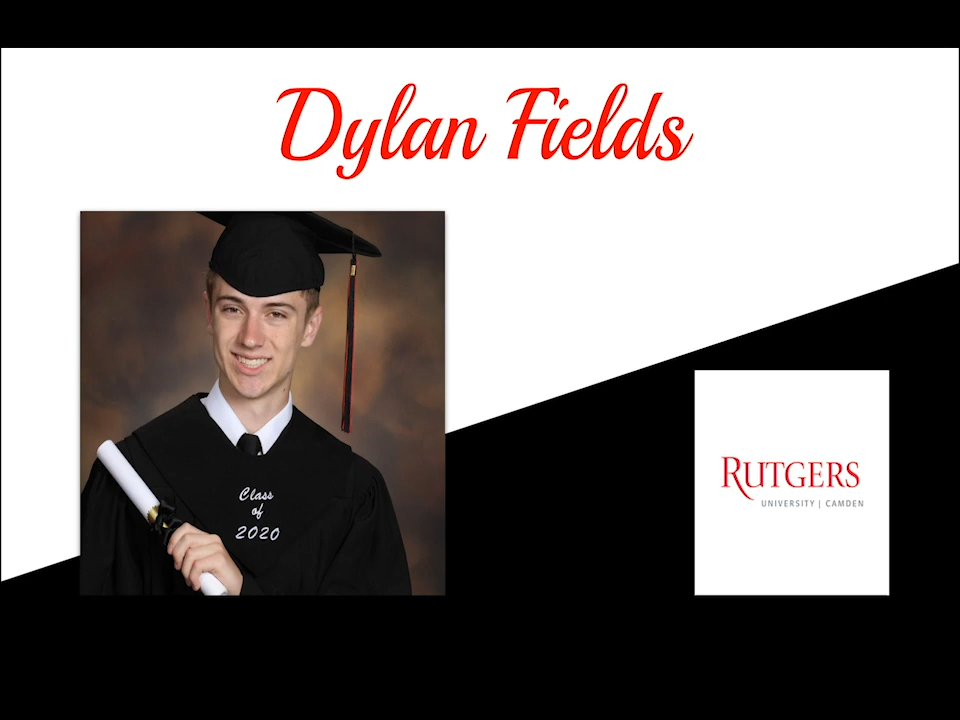 Dylan Fields
Class
of
2020
RUTGERS
UNIVERSITY | CAMDEN